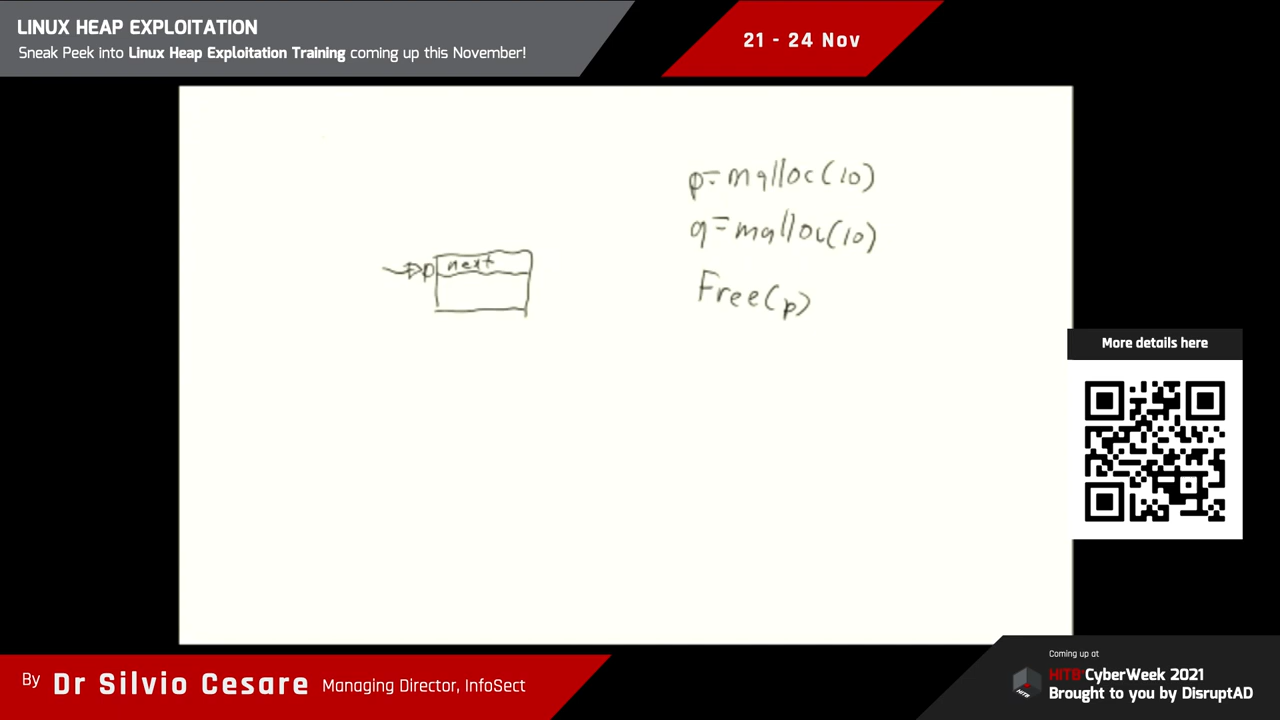 LINUX HEAP EXPLOITATION
Sneak Peek into Linux Heap Exploitation Training coming up this November!
21 - 24 Nov
p=malloc(10)
q=malloc(10)
p next
Free(p)
More details here
By Dr Silvio Cesare Managing Director, InfoSect
Coming up at
HITB CyberWeek 2021
Brought to you by DisruptAD
HITB